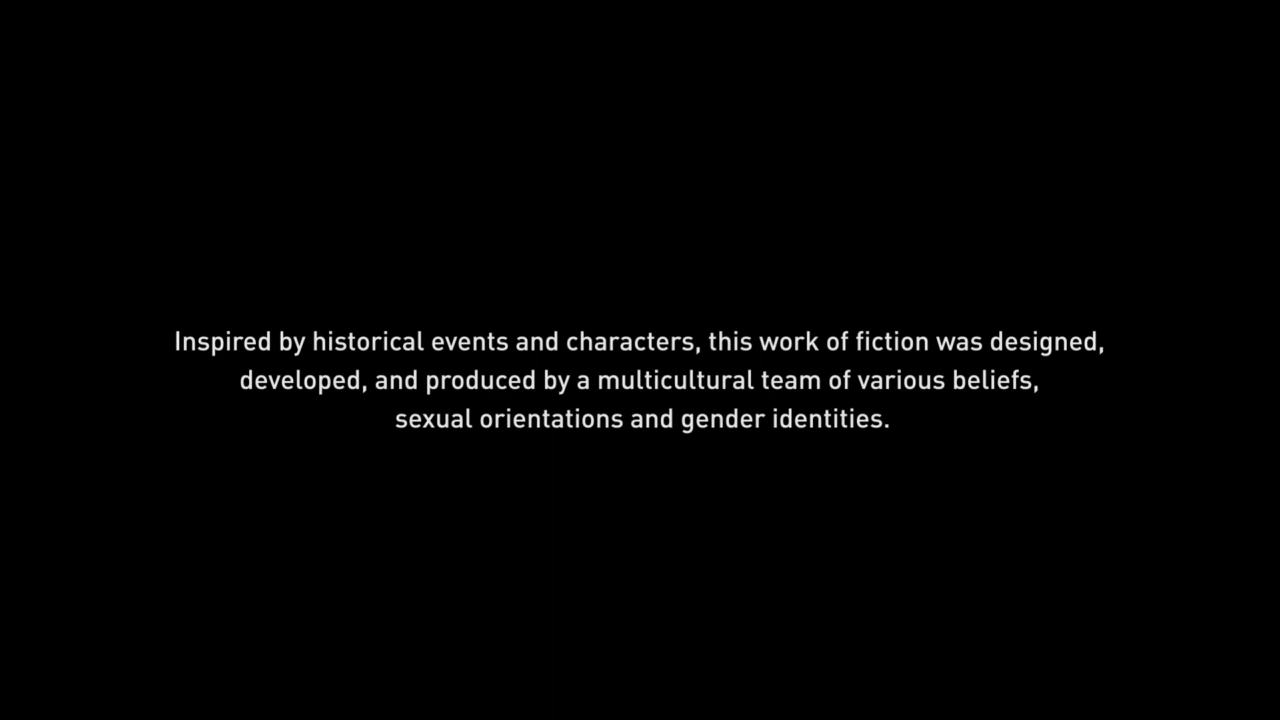 Inspired by historical events and characters, this work of fiction was designed,
developed, and produced by a multicultural team of various beliefs,
sexual orientations and gender identities.